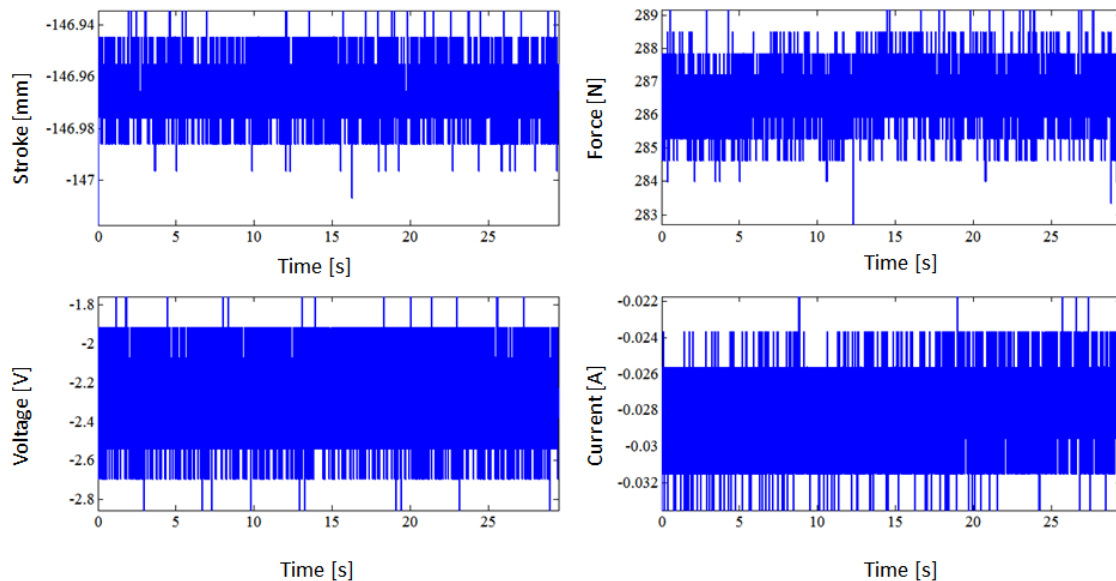 Stroke [mm]
-146.94
-146.96
-146.98
-147
0 5 10 15 20 25
Time [s]
Force [N]
289
288
287
286
285
284
283
0 5 10 15 20 25
Time [s]
Voltage [V]
-1.8
-2
-2.2
-2.4
-2.6
-2.8
0 5 10 15 20 25
Time [s]
Current [A]
-0.022
-0.024
-0.026
-0.028
-0.03
-0.032
0 5 10 15 20 25
Time [s]